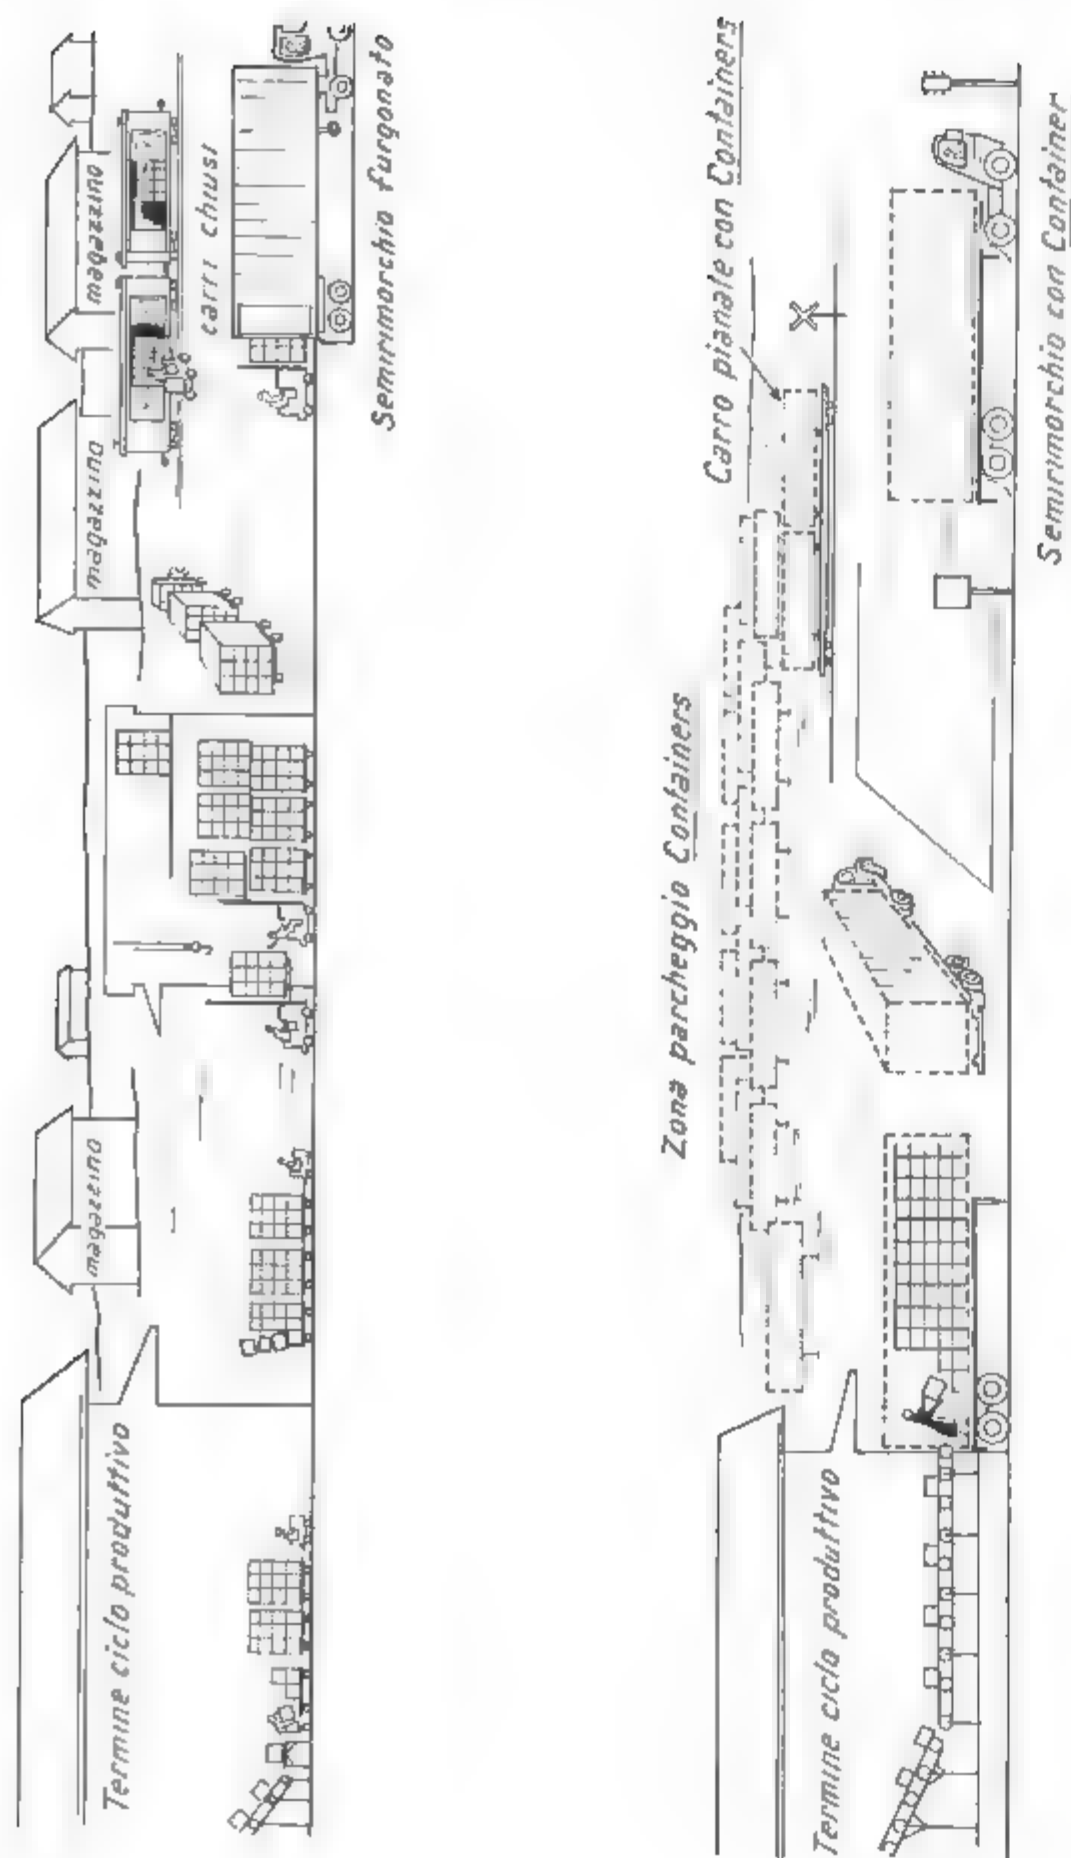 Termine ciclo produttivo
magazzino
magazzino
magazzino
carri chiusi
Semirimorchio furgonato
Termine ciclo produttivo
Zona parcheggio Containers
Carro pianale con Containers
Semirimorchio con Container